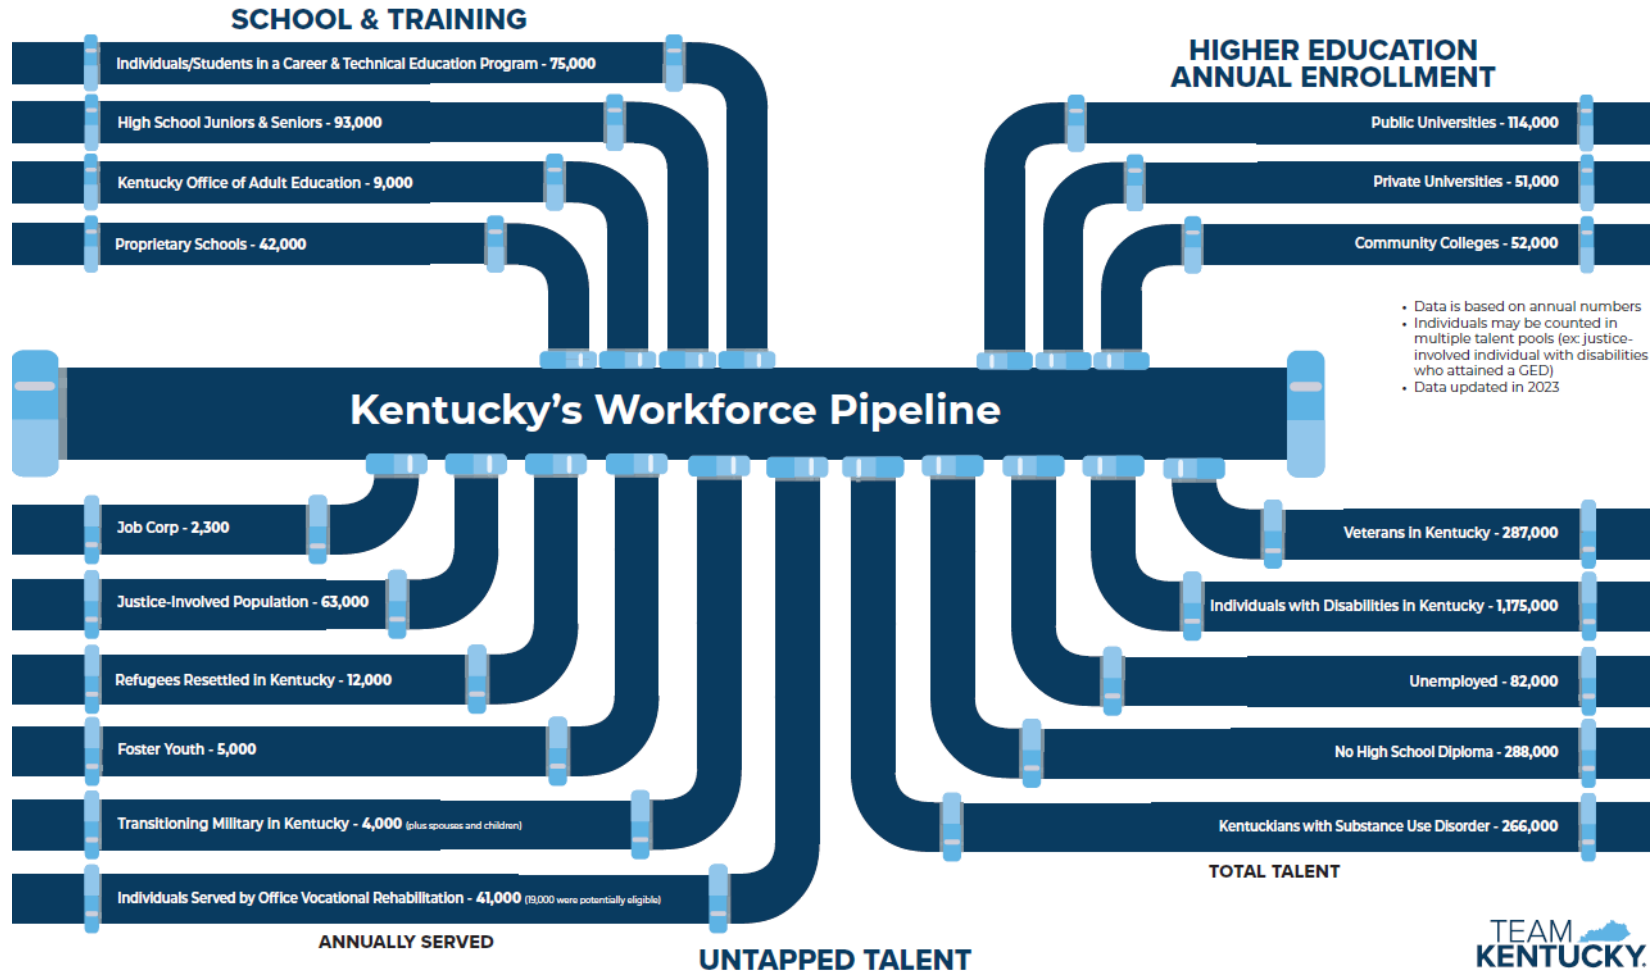 SCHOOL & TRAINING
Individuals/Students in a Career & Technical Education Program - 75,000
High School Juniors & Seniors - 93,000
Kentucky Office of Adult Education - 9,000
Proprietary Schools - 42,000
HIGHER EDUCATION
ANNUAL ENROLLMENT
Public Universities - 114,000
Private Universities - 51,000
Community Colleges - 52,000
• Data is based on annual numbers
• Individuals may be counted in
multiple talent pools (ex: justice-
involved individual with disabilities
who attained a GED)
• Data updated in 2023
Kentucky's Workforce Pipeline
Job Corp - 2,300
Justice-Involved Population - 63,000
Refugees Resettled in Kentucky - 12,000
Foster Youth - 5,000
Transitioning Military in Kentucky - 4,000 (plus spouses and children)
Individuals Served by Office Vocational Rehabilitation - 41,000 (19,000 were potentially eligible)
ANNUALLY SERVED
Veterans in Kentucky - 287,000
Individuals with Disabilities in Kentucky - 1,175,000
Unemployed - 82,000
No High School Diploma - 288,000
Kentuckians with Substance Use Disorder - 266,000
TOTAL TALENT
UNTAPPED TALENT
TEAM
KENTUCKY.